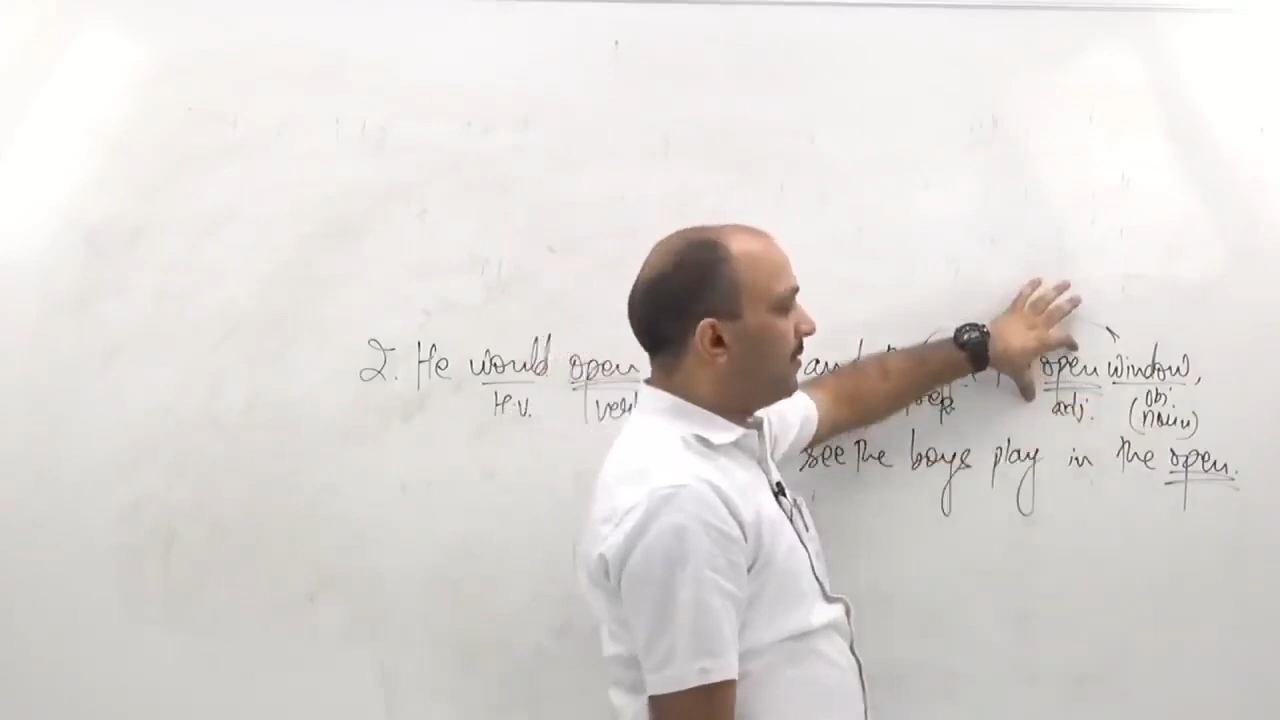 2. He would open and open window,
H.V. verb prep. adj. obj. (noun)
see the boys play in the open.